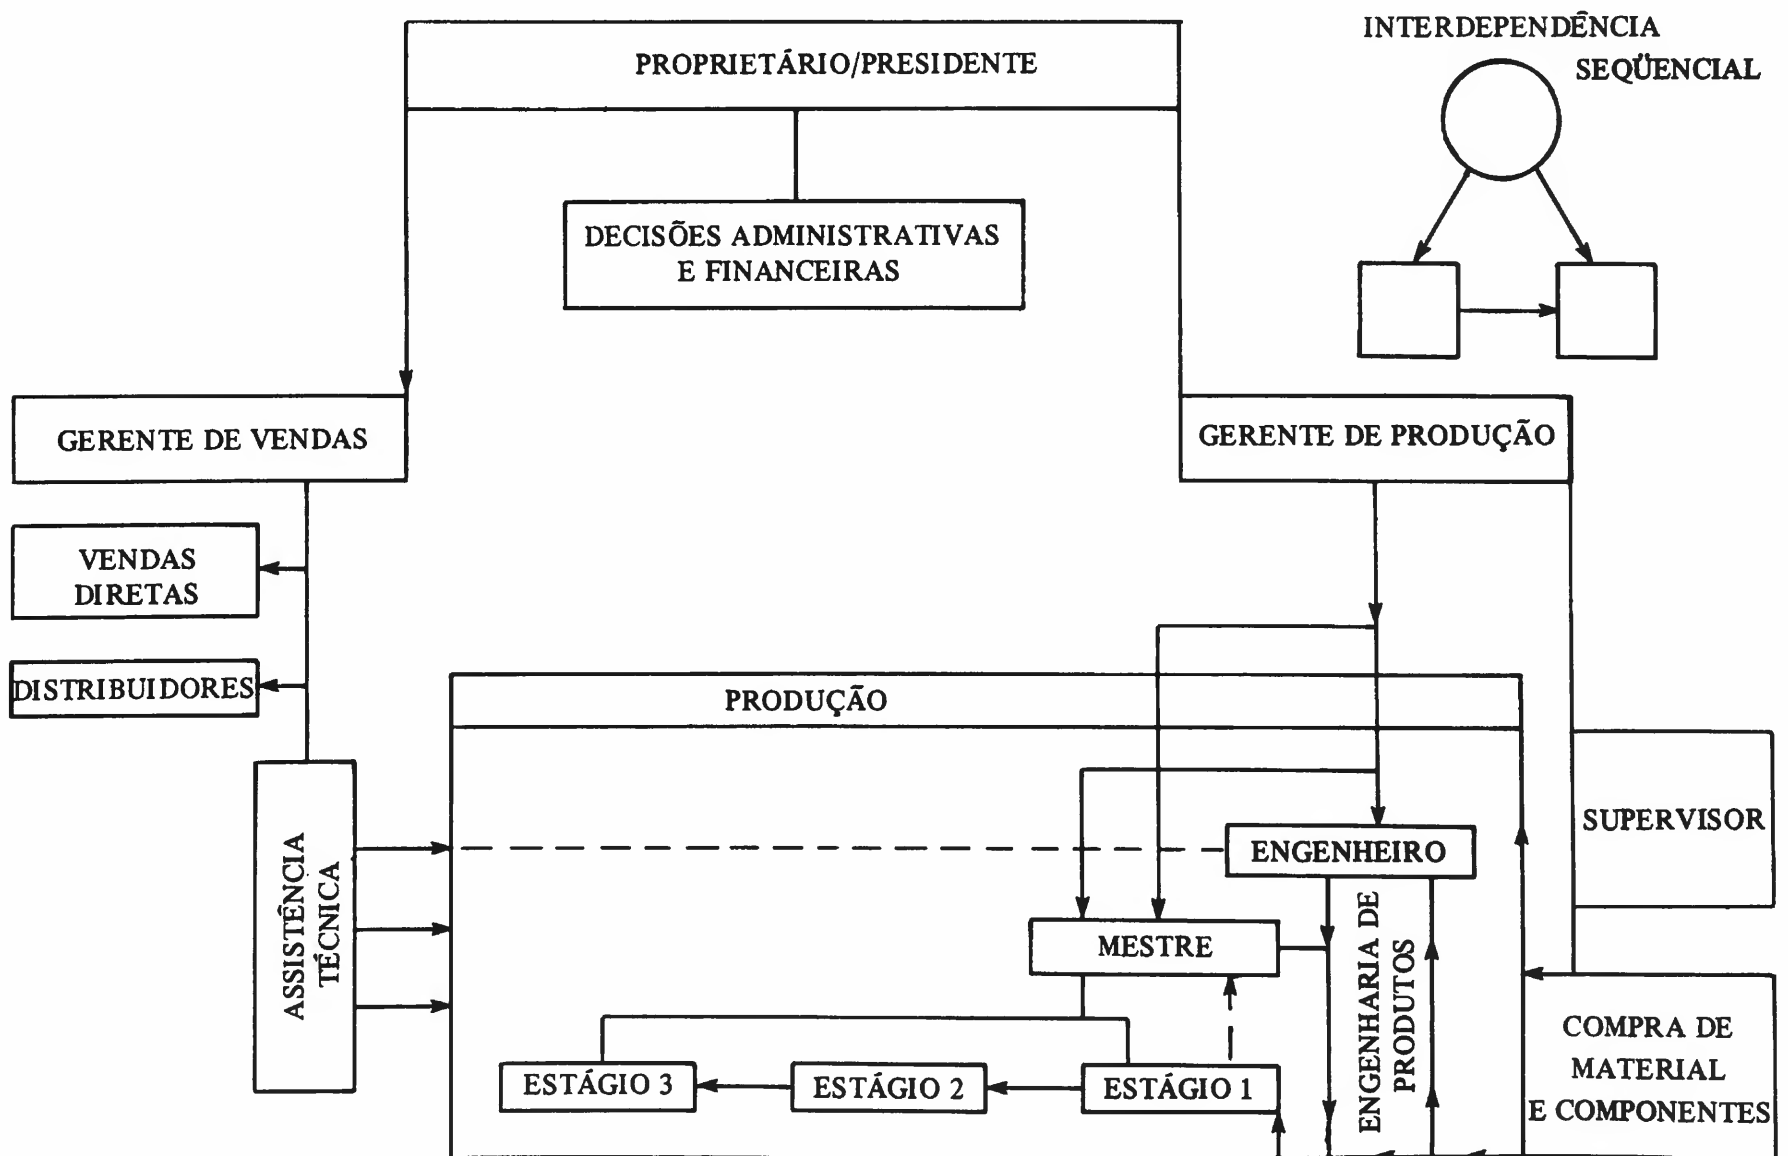 INTERDEPENDÊNCIA
SEQÜENCIAL
PROPRIETÁRIO/PRESIDENTE
DECISÕES ADMINISTRATIVAS
E FINANCEIRAS
GERENTE DE VENDAS
GERENTE DE PRODUÇÃO
VENDAS
DIRETAS
DISTRIBUIDORES
PRODUÇÃO
SUPERVISOR
ENGENHEIRO
ASSISTÊNCIA
TÉCNICA
MESTRE
ENGENHARIA DE
PRODUTOS
COMPRA DE
MATERIAL
E COMPONENTES
ESTÁGIO 3
ESTÁGIO 2
ESTÁGIO 1